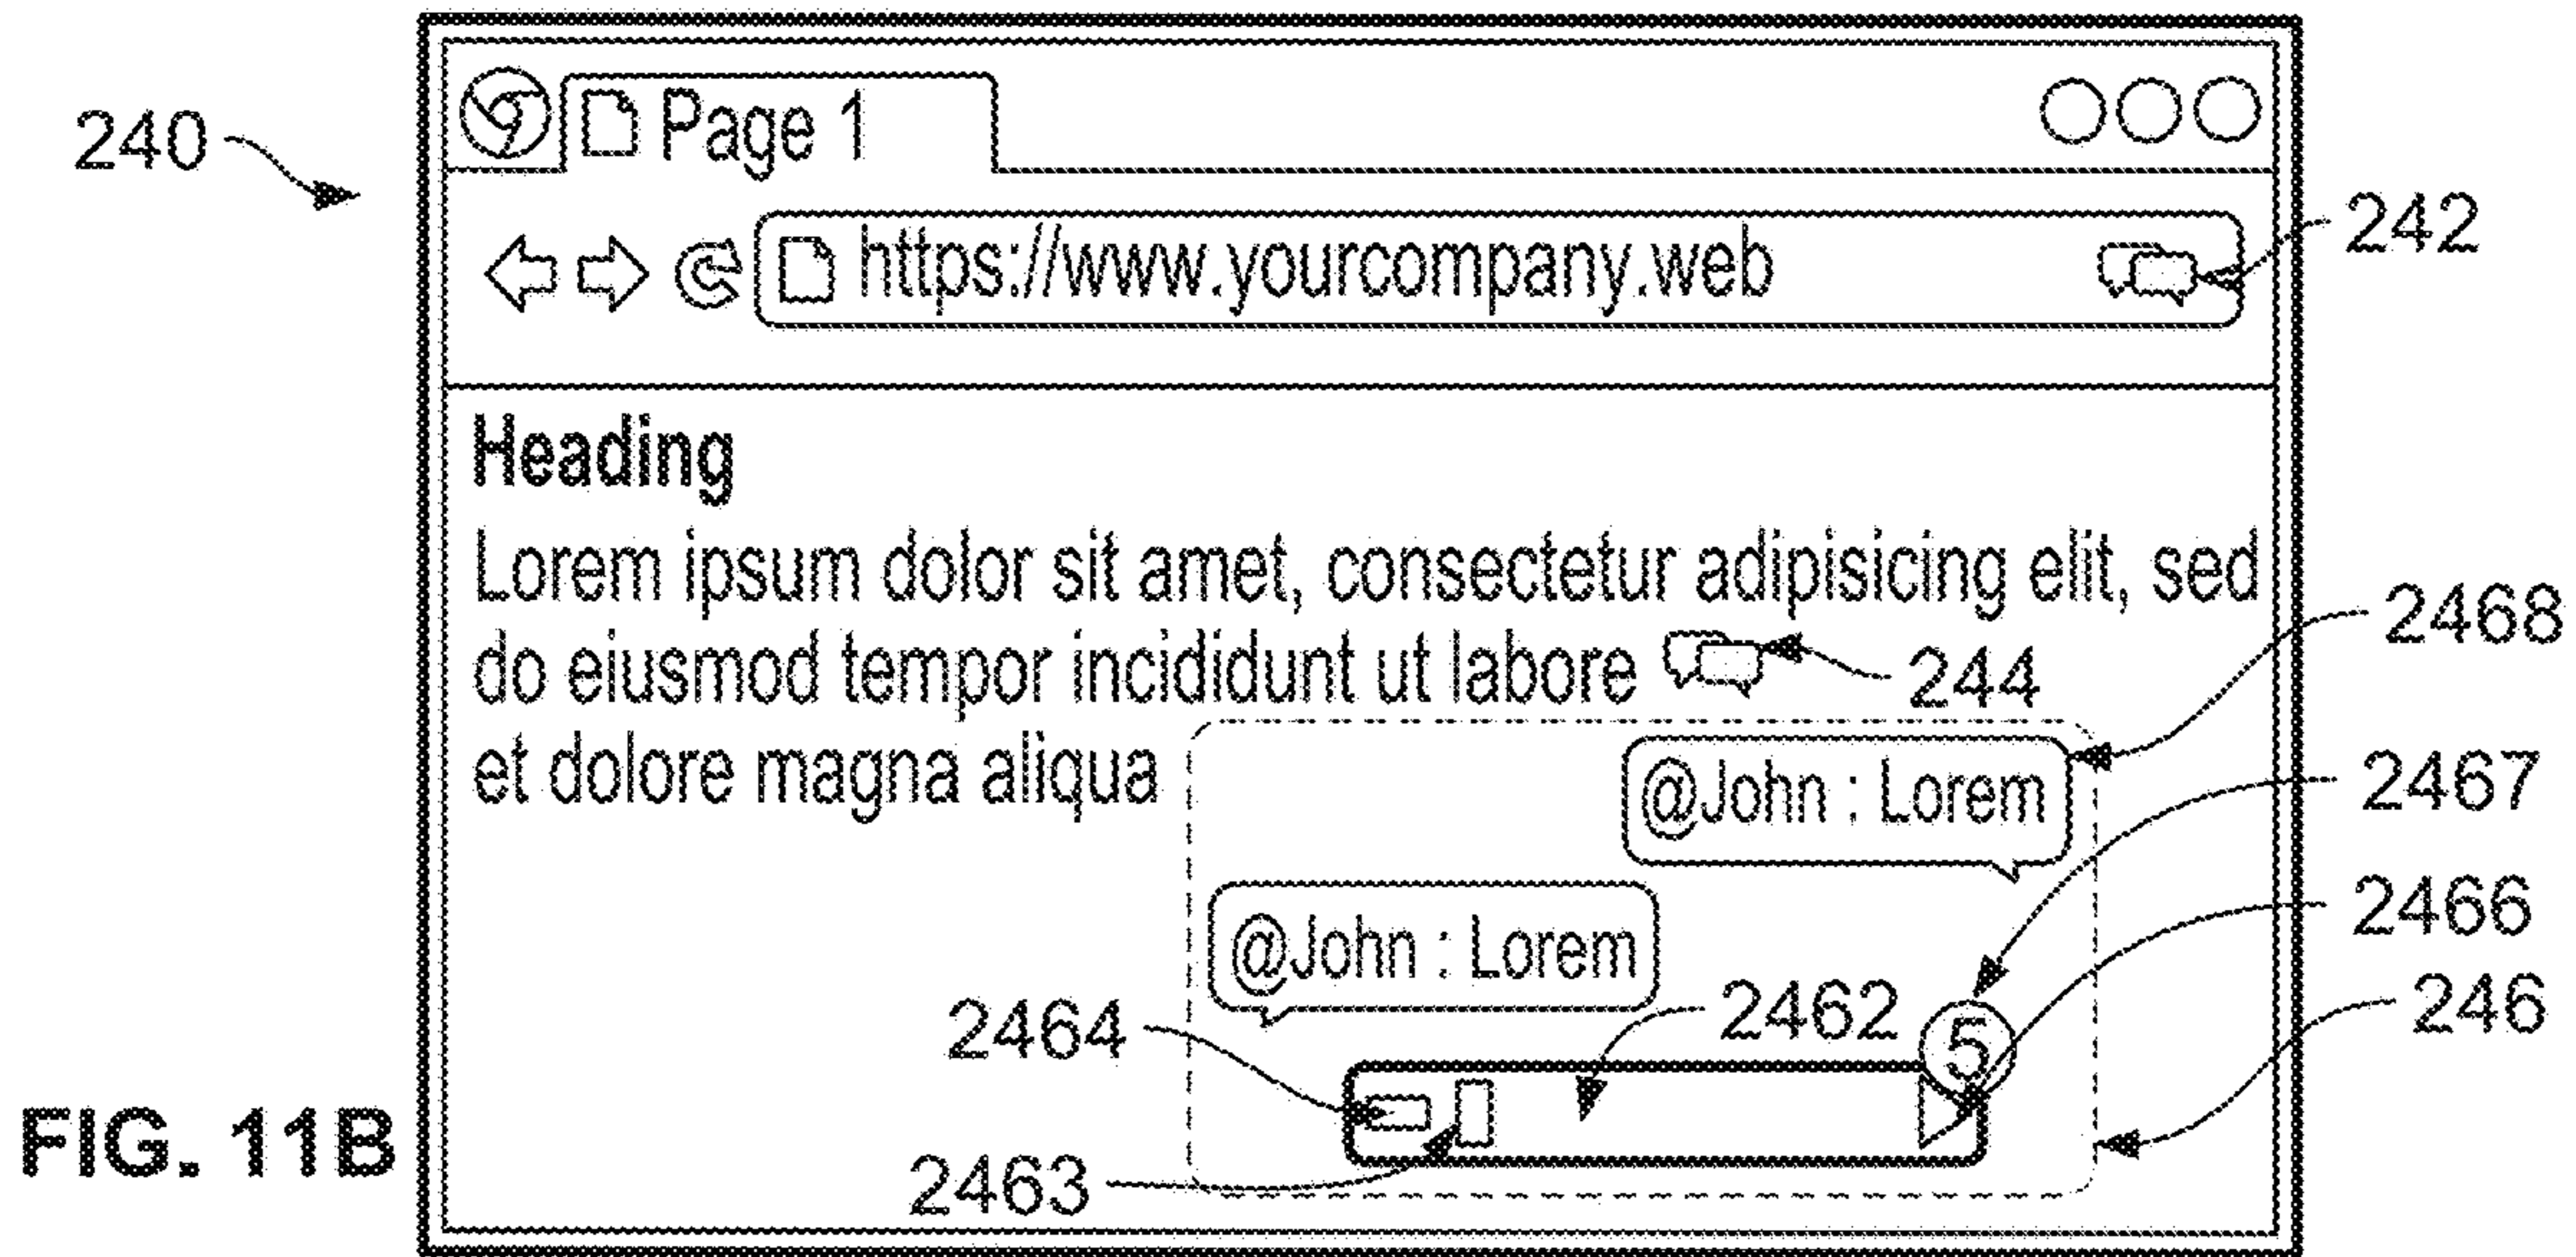 Page 1
240
https://www.yourcompany.web
242
Heading
Lorem ipsum dolor sit amet, consectetur adipisicing elit, sed
do eiusmod tempor incididunt ut labore
244
2468
et dolore magna aliqua
@John : Lorem
2467
@John : Lorem
2466
2464
2462
5
246
FIG. 11B
2463